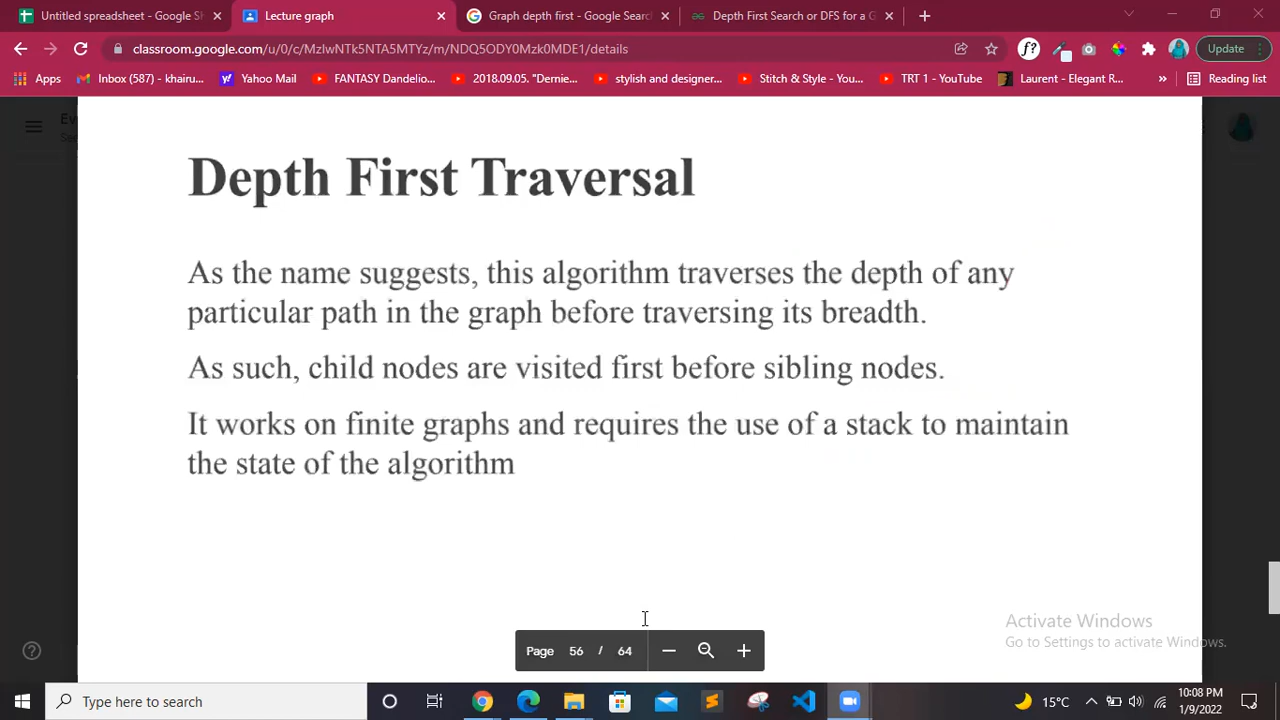 Untitled spreadsheet - Google Sh
Lecture graph
Graph depth first - Google Searc
Depth First Search or DFS for a G
classroom.google.com/u/0/c/MzIwNTk5NTA5MTYz/m/NDQ5ODY0Mzk0MDE1/details
Update
Apps
Inbox (587) - khairu...
Yahoo Mail
FANTASY Dandelio...
2018.09.05. "Dernie...
stylish and designer...
Stitch & Style - You...
TRT 1 - YouTube
Laurent - Elegant R...
Reading list
Depth First Traversal
As the name suggests, this algorithm traverses the depth of any
particular path in the graph before traversing its breadth.
As such, child nodes are visited first before sibling nodes.
It works on finite graphs and requires the use of a stack to maintain
the state of the algorithm
Activate Windows
Go to Settings to activate Windows.
Page 56 / 64
Type here to search
15°C
10:08 PM
1/9/2022